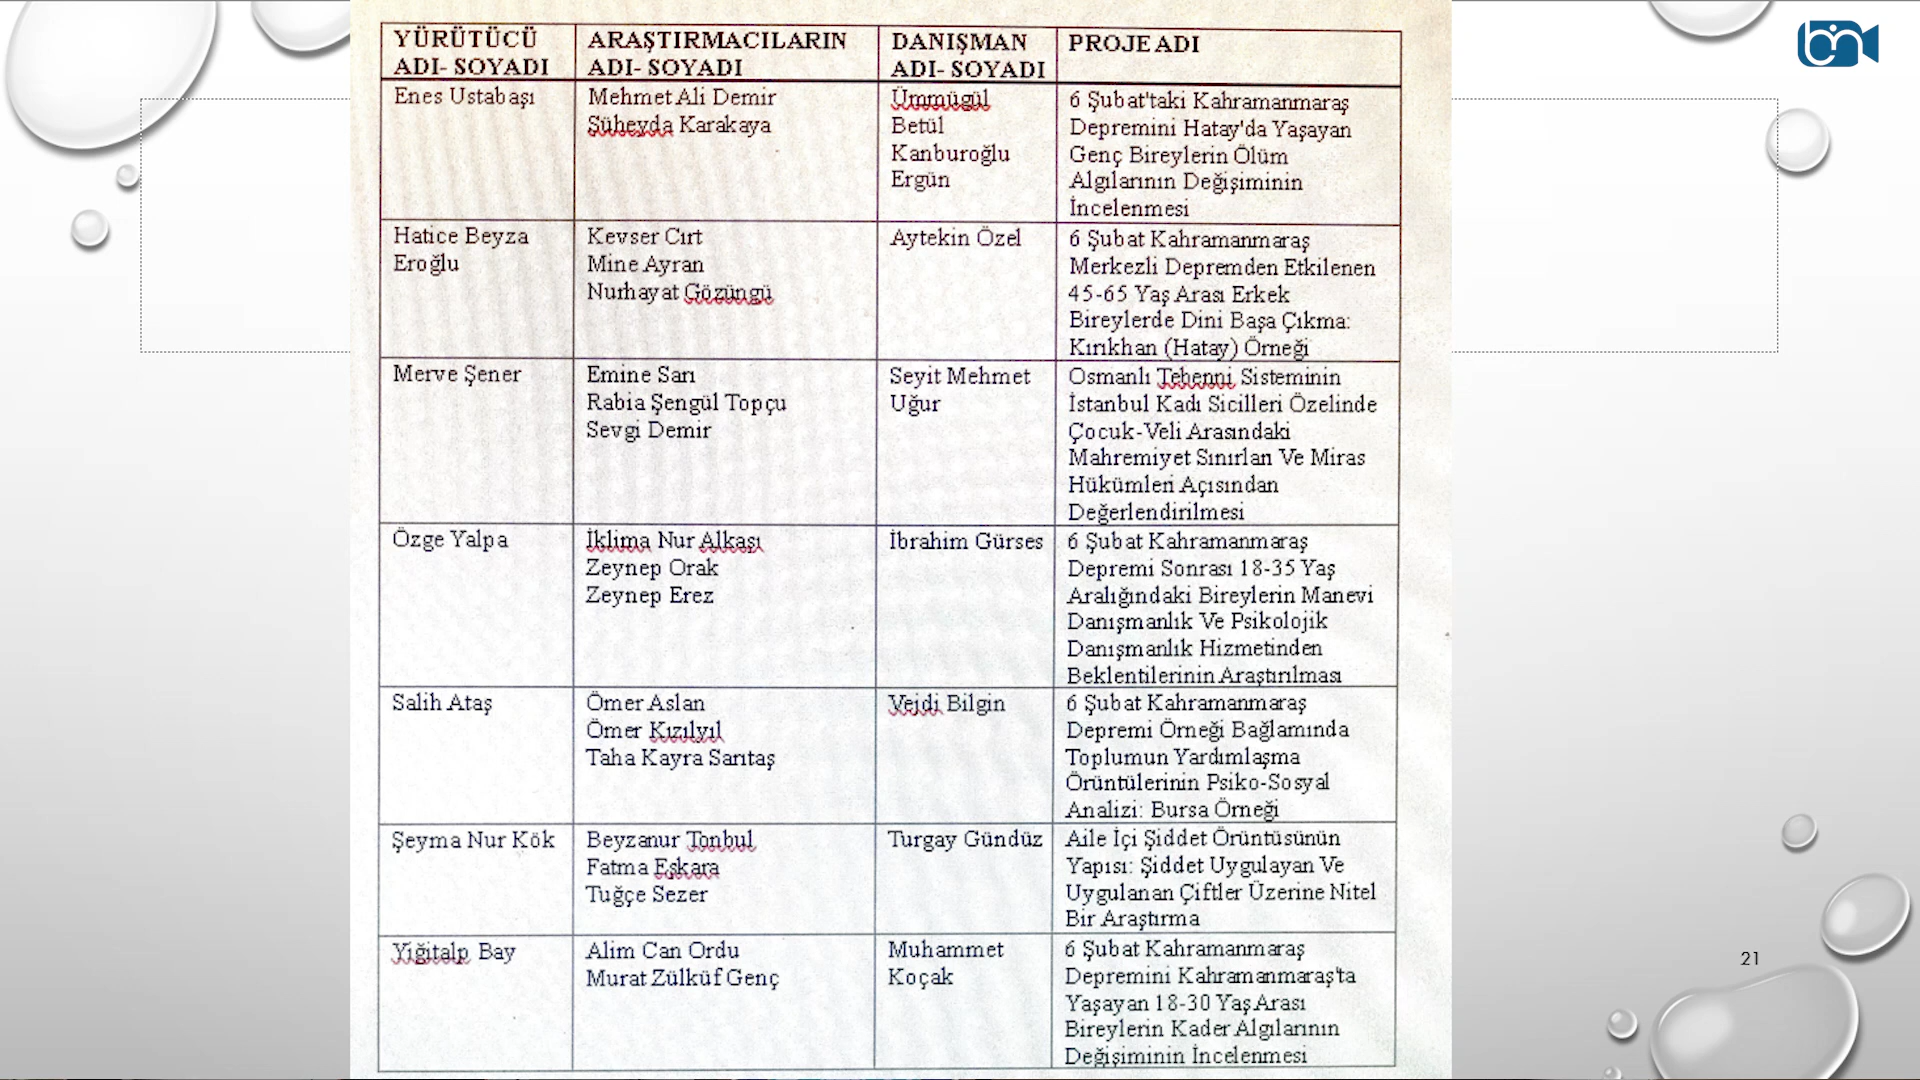 YÜRÜTÜCÜ ADI- SOYADI
ARAŞTIRMACILARIN ADI- SOYADI
DANIŞMAN ADI- SOYADI
PROJE ADI
Enes Ustabaşı
Mehmet Ali Demir
Süheyda Karakaya
Ümmügül
Betül
Kanburoğlu
Ergün
6 Şubat'taki Kahramanmaraş
Depremini Hatay'da Yaşayan
Genç Bireylerin Ölüm
Algılarının Değişiminin
İncelenmesi
Hatice Beyza
Eroğlu
Kevser Cırt
Mine Ayran
Nurhayat Gözüngü
Aytekin Özel
6 Şubat Kahramanmaraş
Merkezli Depremden Etkilenen
45-65 Yaş Arası Erkek
Bireylerde Dini Başa Çıkma:
Kırıkhan (Hatay) Örneği
Merve Şener
Emine Sarı
Rabia Şengül Topçu
Sevgi Demir
Seyit Mehmet
Uğur
Osmanlı Tebenni Sisteminin
İstanbul Kadı Sicilleri Özelinde
Çocuk-Veli Arasındaki
Mahremiyet Sınırları Ve Miras
Hükümleri Açısından
Değerlendirilmesi
Özge Yalpa
İklima Nur Alkaşı
Zeynep Orak
Zeynep Erez
İbrahim Gürses
6 Şubat Kahramanmaraş
Depremi Sonrası 18-35 Yaş
Aralığındaki Bireylerin Manevi
Danışmanlık Ve Psikolojik
Danışmanlık Hizmetinden
Beklentilerinin Araştırılması
Salih Ataş
Ömer Aslan
Ömer Kızılyıl
Taha Kayra Sarıtaş
Vejdi Bilgin
6 Şubat Kahramanmaraş
Depremi Örneği Bağlamında
Toplumun Yardımlaşma
Örüntülerinin Psiko-Sosyal
Analizi: Bursa Örneği
Şeyma Nur Kök
Beyzanur Tonbul
Fatma Eşkara
Tuğçe Sezer
Turgay Gündüz
Aile İçi Şiddet Örüntüsünün
Yapısı: Şiddet Uygulayan Ve
Uygulanan Çiftler Üzerine Nitel
Bir Araştırma
Yiğitalp Bay
Alim Can Ordu
Murat Zülküf Genç
Muhammet
Koçak
6 Şubat Kahramanmaraş
Depremini Kahramanmaraş'ta
Yaşayan 18-30 Yaş Arası
Bireylerin Kader Algılarının
Değişiminin İncelenmesi
21